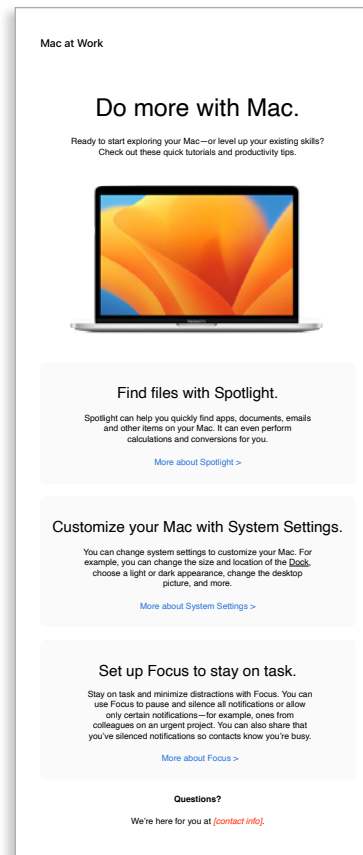 Mac at Work
Do more with Mac.
Ready to start exploring your Mac—or level up your existing skills?
Check out these quick tutorials and productivity tips.
Find files with Spotlight.
Spotlight can help you quickly find apps, documents, emails
and other items on your Mac. It can even perform
calculations and conversions for you.
More about Spotlight >
Customize your Mac with System Settings.
You can change system settings to customize your Mac. For
example, you can change the size and location of the Dock,
choose a light or dark appearance, change the desktop
picture, and more.
More about System Settings >
Set up Focus to stay on task.
Stay on task and minimize distractions with Focus. You can
use Focus to pause and silence all notifications or allow
only certain notifications—for example, ones from
colleagues on an urgent project. You can also share that
you've silenced notifications so contacts know you're busy.
More about Focus >
Questions?
We're here for you at [contact info].